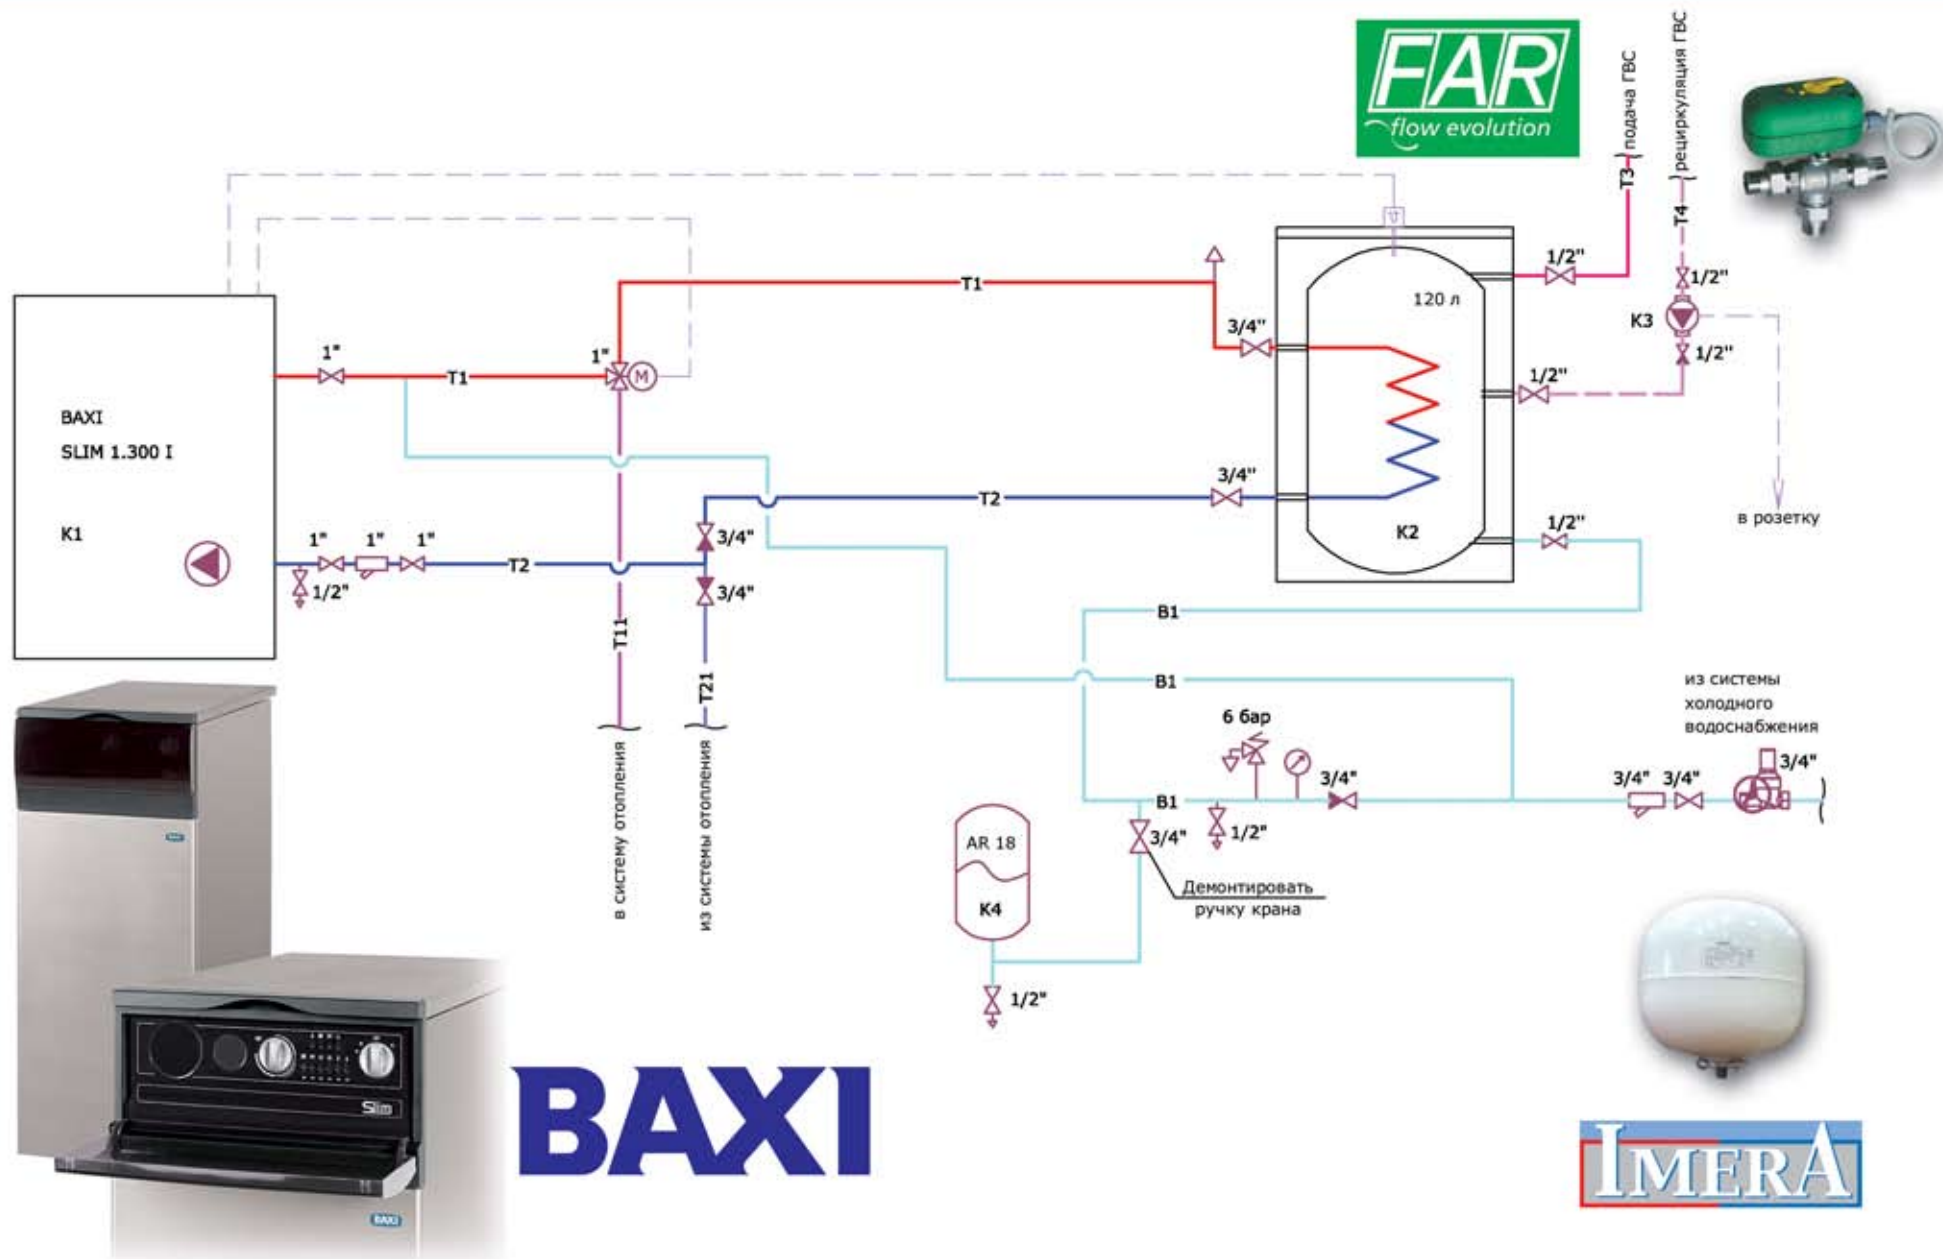 FAR
flow evolution
подача ГВС
рециркуляция ГВС
T3
T4
1/2"
1/2"
K3
1/2"
1/2"
в розетку
120 л
3/4"
T1
1"
M
1"
T1
BAXI
SLIM 1.300 I
K1
3/4"
T2
K2
1/2"
3/4"
1"
1"
1"
T2
1/2"
3/4"
T11
T21
в систему отопления
из системы отопления
B1
B1
из системы
холодного
водоснабжения
6 бар
3/4"
3/4"
3/4"
3/4"
B1
3/4"
1/2"
AR 18
K4
Демонтировать
ручку крана
1/2"
BAXI
Slim
BAXI
BAXI
IMERA